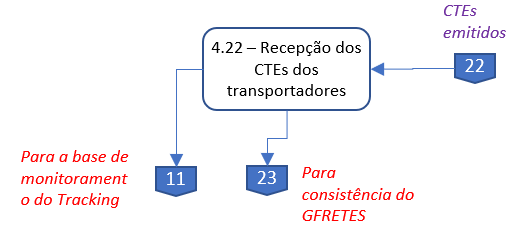 CTEs
emitidos
4.22 – Recepção dos
CTEs dos
transportadores
22
Para a base de
monitorament
o do Tracking
11
23
Para
consistência do
GFRETES